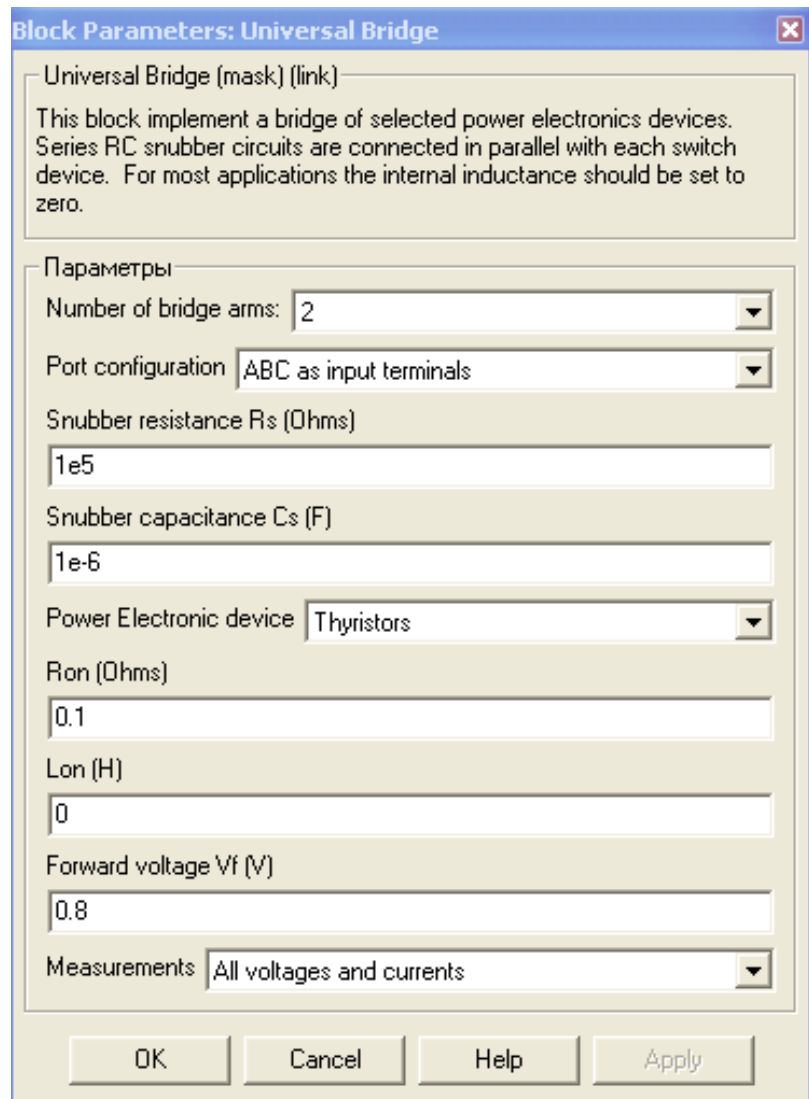 Block Parameters: Universal Bridge
Universal Bridge (mask) (link)
This block implement a bridge of selected power electronics devices.
Series RC snubber circuits are connected in parallel with each switch
device. For most applications the internal inductance should be set to
zero.
Параметры
Number of bridge arms: 2
Port configuration ABC as input terminals
Snubber resistance Rs (Ohms)
1e5
Snubber capacitance Cs (F)
1e-6
Power Electronic device Thyristors
Ron (Ohms)
0.1
Lon (H)
0
Forward voltage Vf (V)
0.8
Measurements All voltages and currents
OK Cancel Help Apply